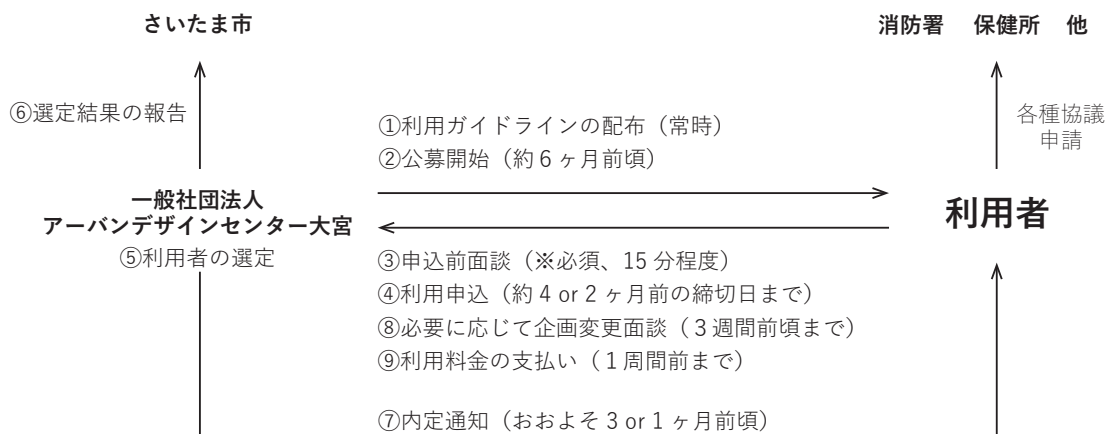 さいたま市
消防署 保健所 他
⑥選定結果の報告
各種協議
申請
①利用ガイドラインの配布（常時）
②公募開始（約６ヶ月前頃）
一般社団法人
アーバンデザインセンター大宮
利用者
⑤利用者の選定
③申込前面談（※必須、15 分程度）
④利用申込（約 4 or 2 ヶ月前の締切日まで）
⑧必要に応じて企画変更面談（３週間前頃まで）
⑨利用料金の支払い（１周間前まで）
⑦内定通知（おおよそ 3 or 1 ヶ月前頃）